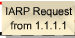 IARP Request
from 1.1.1.1